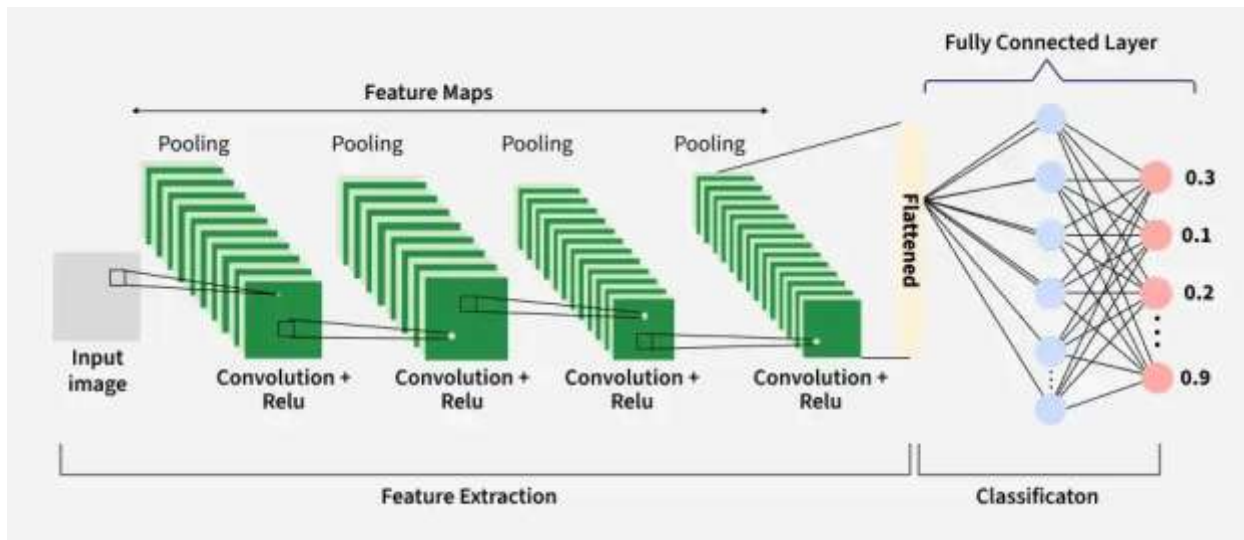 Fully Connected Layer
Feature Maps
Pooling
Pooling
Pooling
Pooling
Flattened
0.3
0.1
0.2
0.9
Input
image
Convolution +
Relu
Convolution +
Relu
Convolution +
Relu
Convolution +
Relu
Feature Extraction
Classificaton